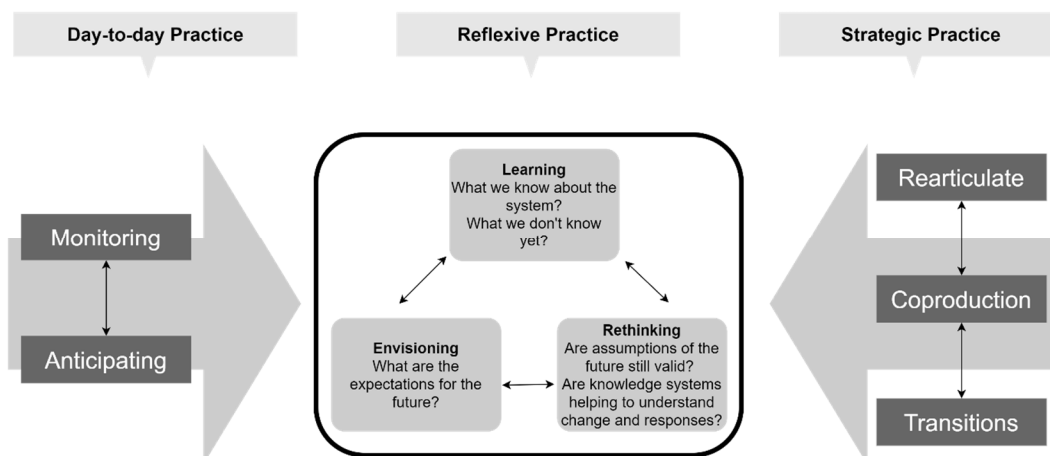 Day-to-day Practice
Reflexive Practice
Strategic Practice
Monitoring
Anticipating
Learning
What we know about the
system?
What we don't know
yet?
Envisioning
What are the
expectations for the
future?
Rethinking
Are assumptions of the
future still valid?
Are knowledge systems
helping to understand
change and responses?
Rearticulate
Coproduction
Transitions